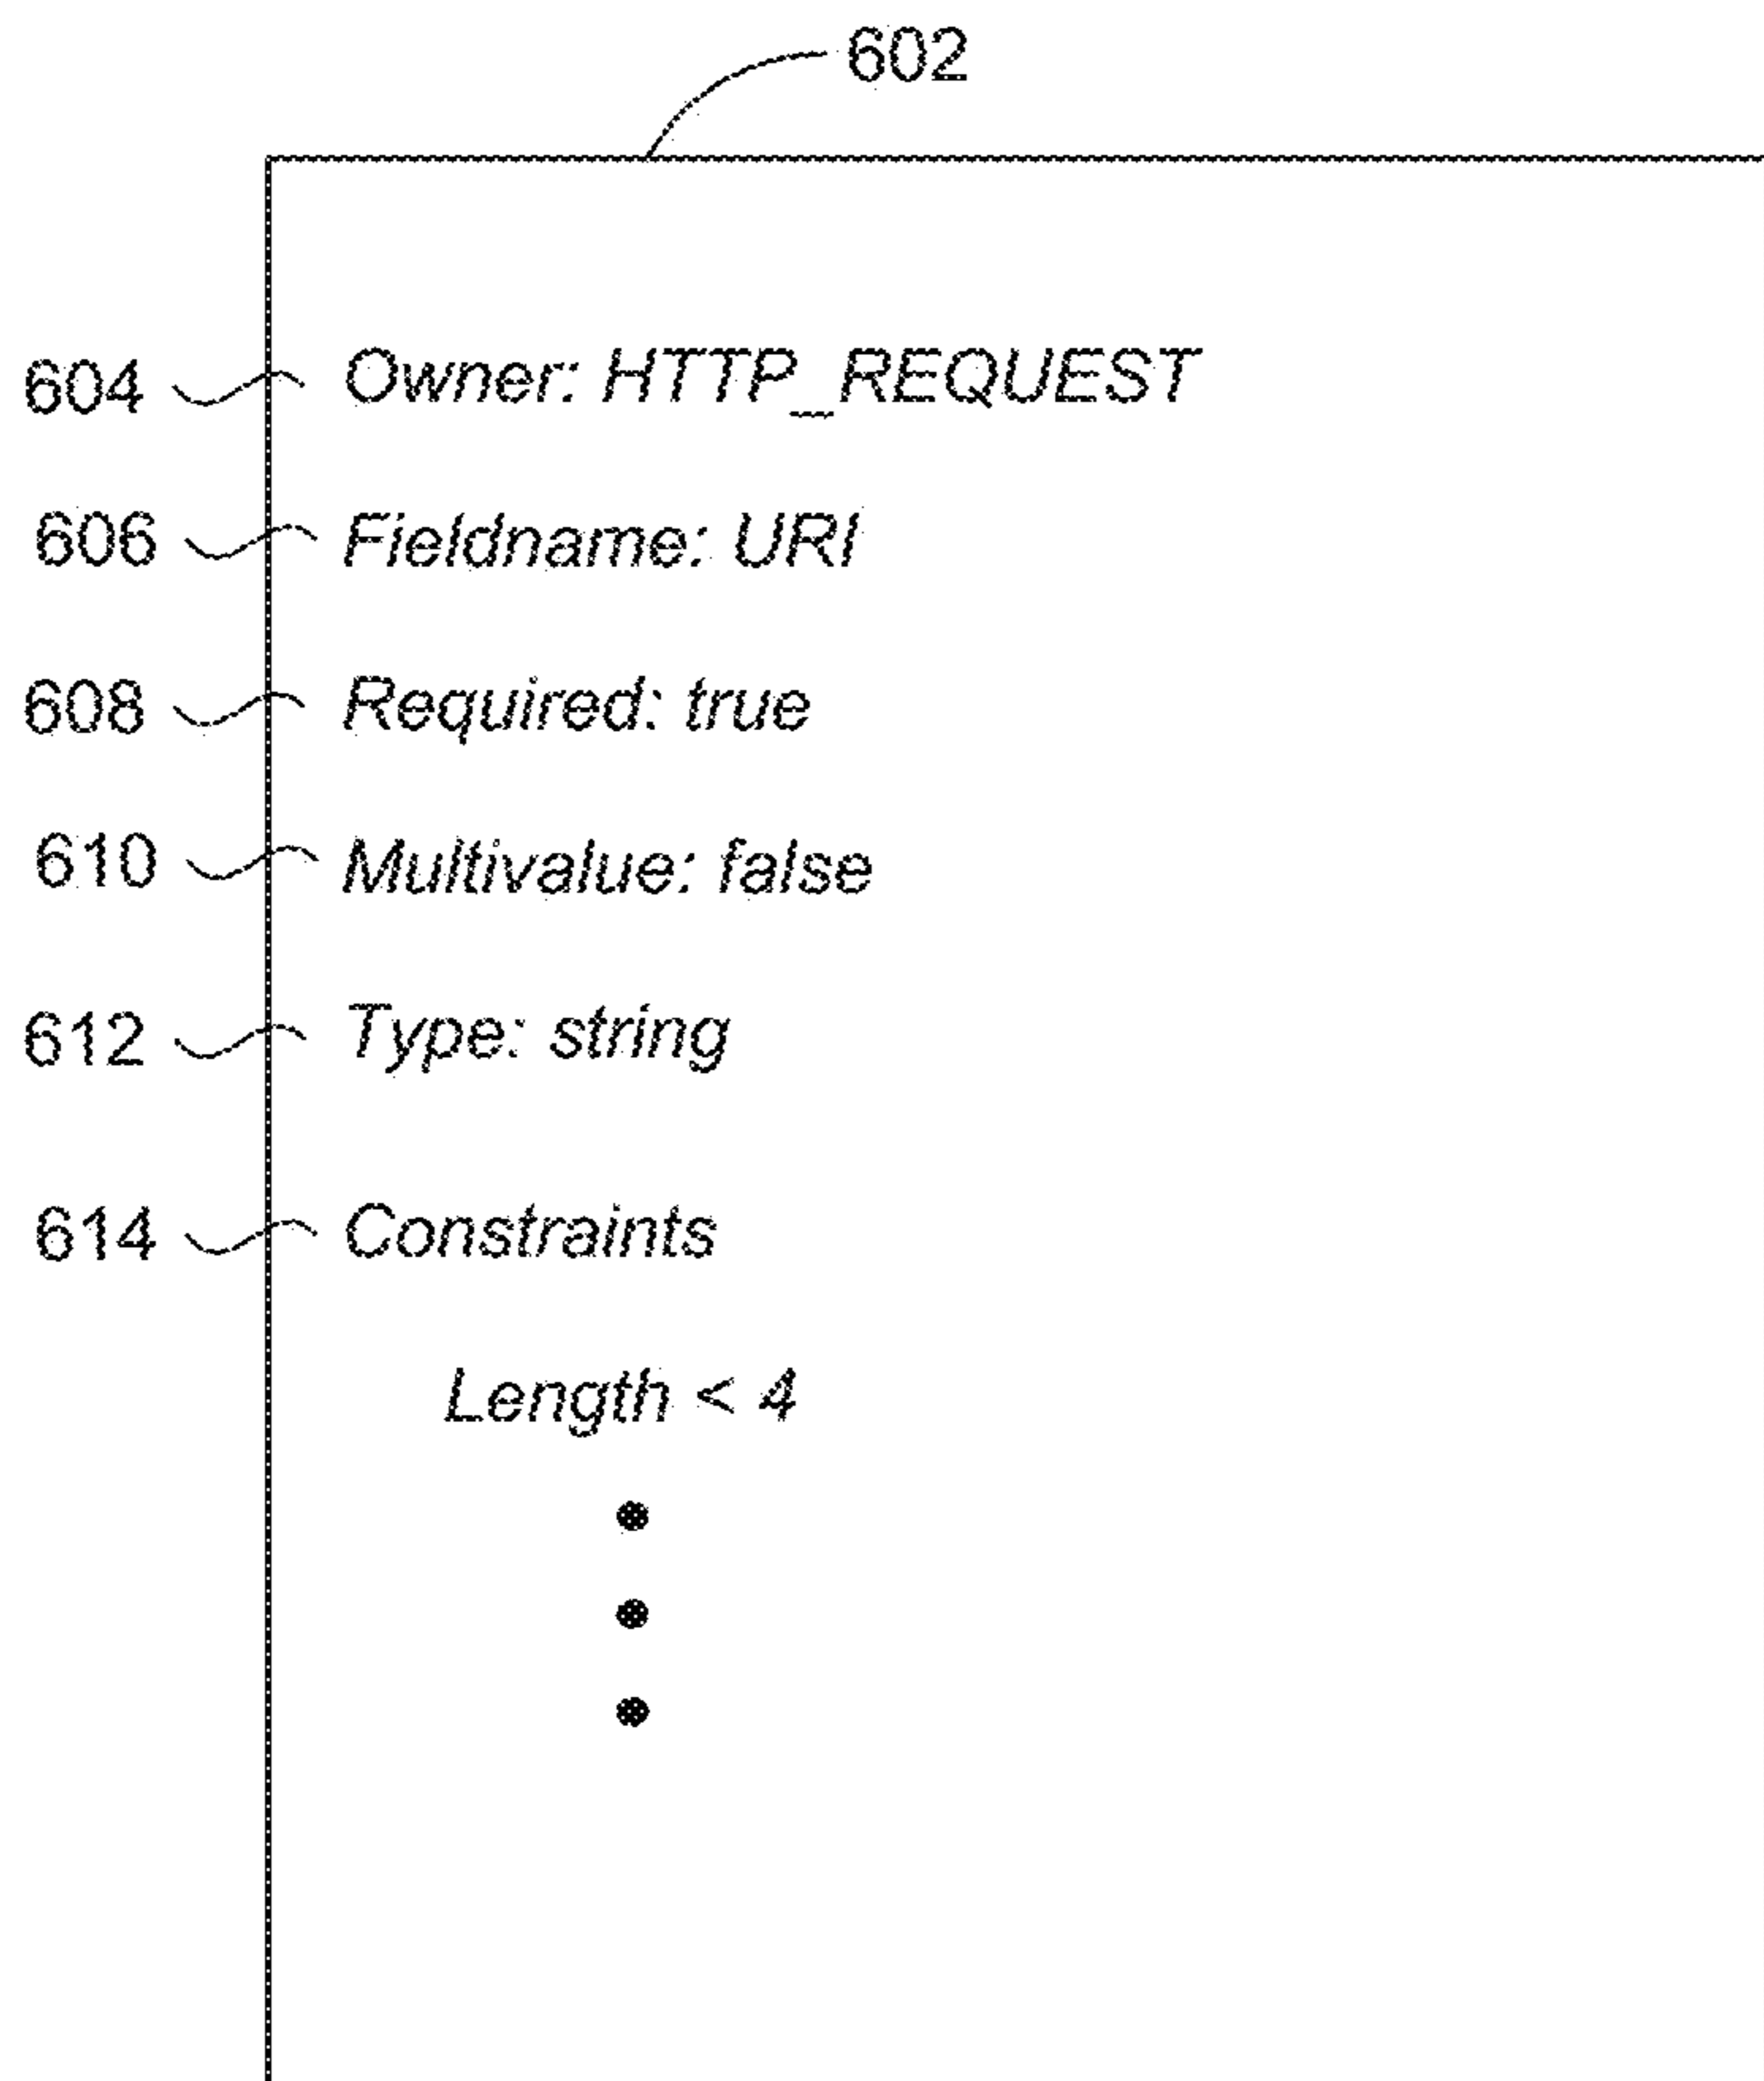 602
604 Owner: HTTP_REQUEST
606 Fieldname: URI
608 Required: true
610 Multivalue: false
612 Type: string
614 Constraints
Length < 4